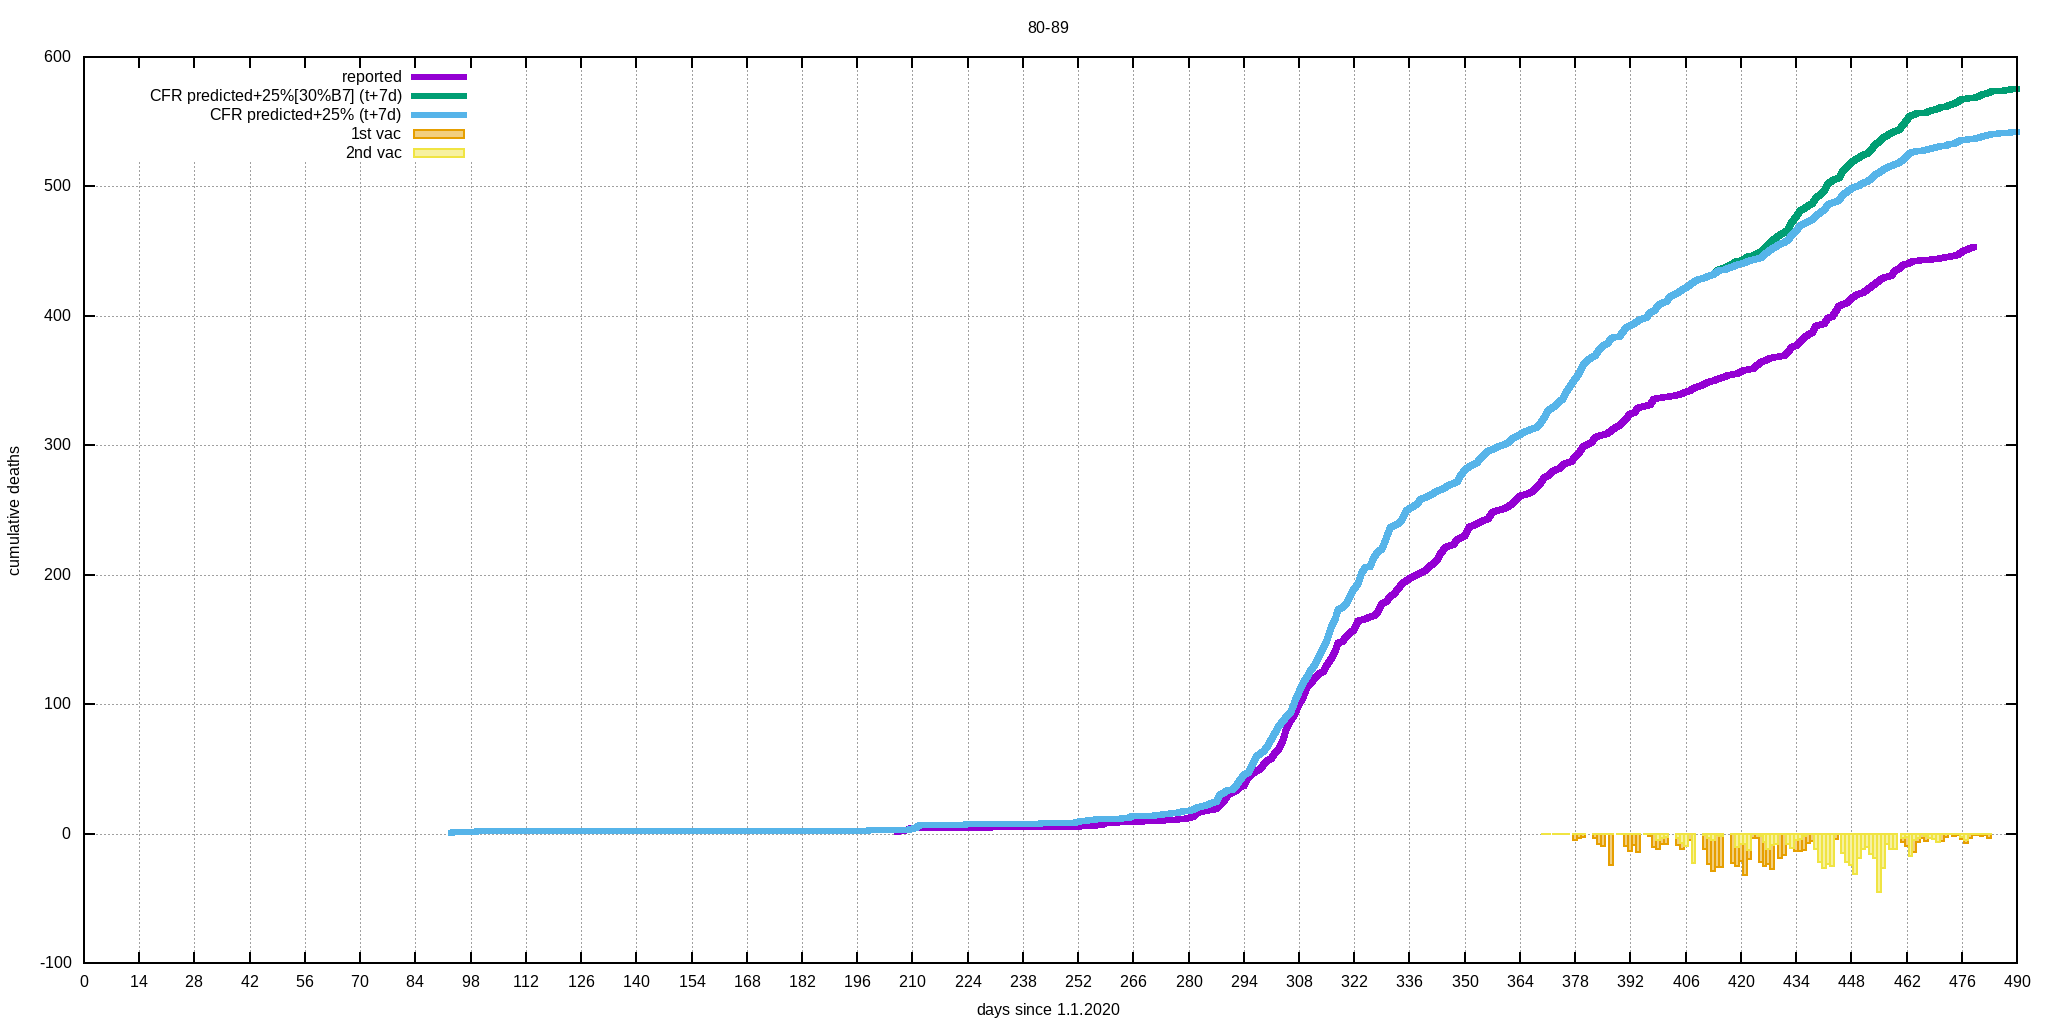 80-89
600
500
400
300
200
100
0
-100
cumulative deaths
reported
CFR predicted+25%[30%B7] (t+7d)
CFR predicted+25% (t+7d)
1st vac
2nd vac
0 14 28 42 56 70 84 98 112 126 140 154 168 182 196 210 224 238 252 266 280 294 308 322 336 350 364 378 392 406 420 434 448 462 476 490
days since 1.1.2020